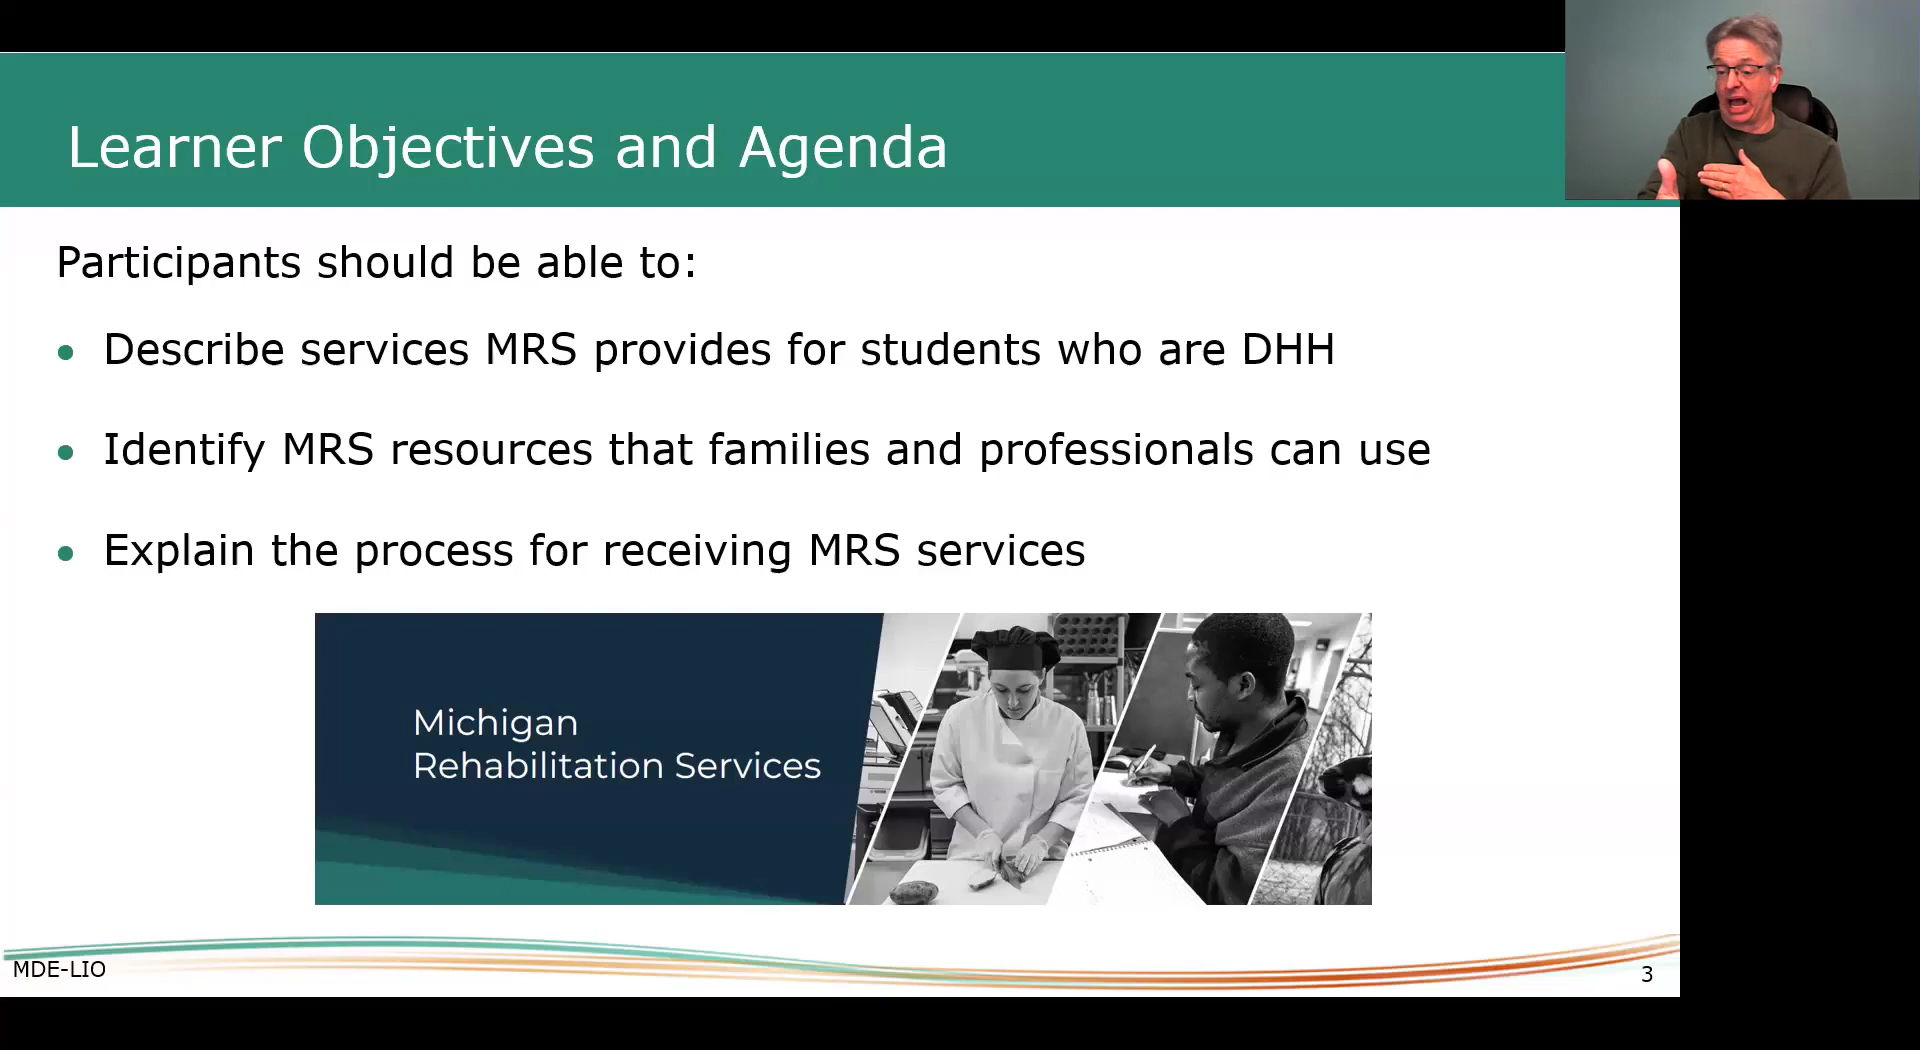 Learner Objectives and Agenda
Participants should be able to:
• Describe services MRS provides for students who are DHH
• Identify MRS resources that families and professionals can use
• Explain the process for receiving MRS services
Michigan
Rehabilitation Services
MDE-LIO
3